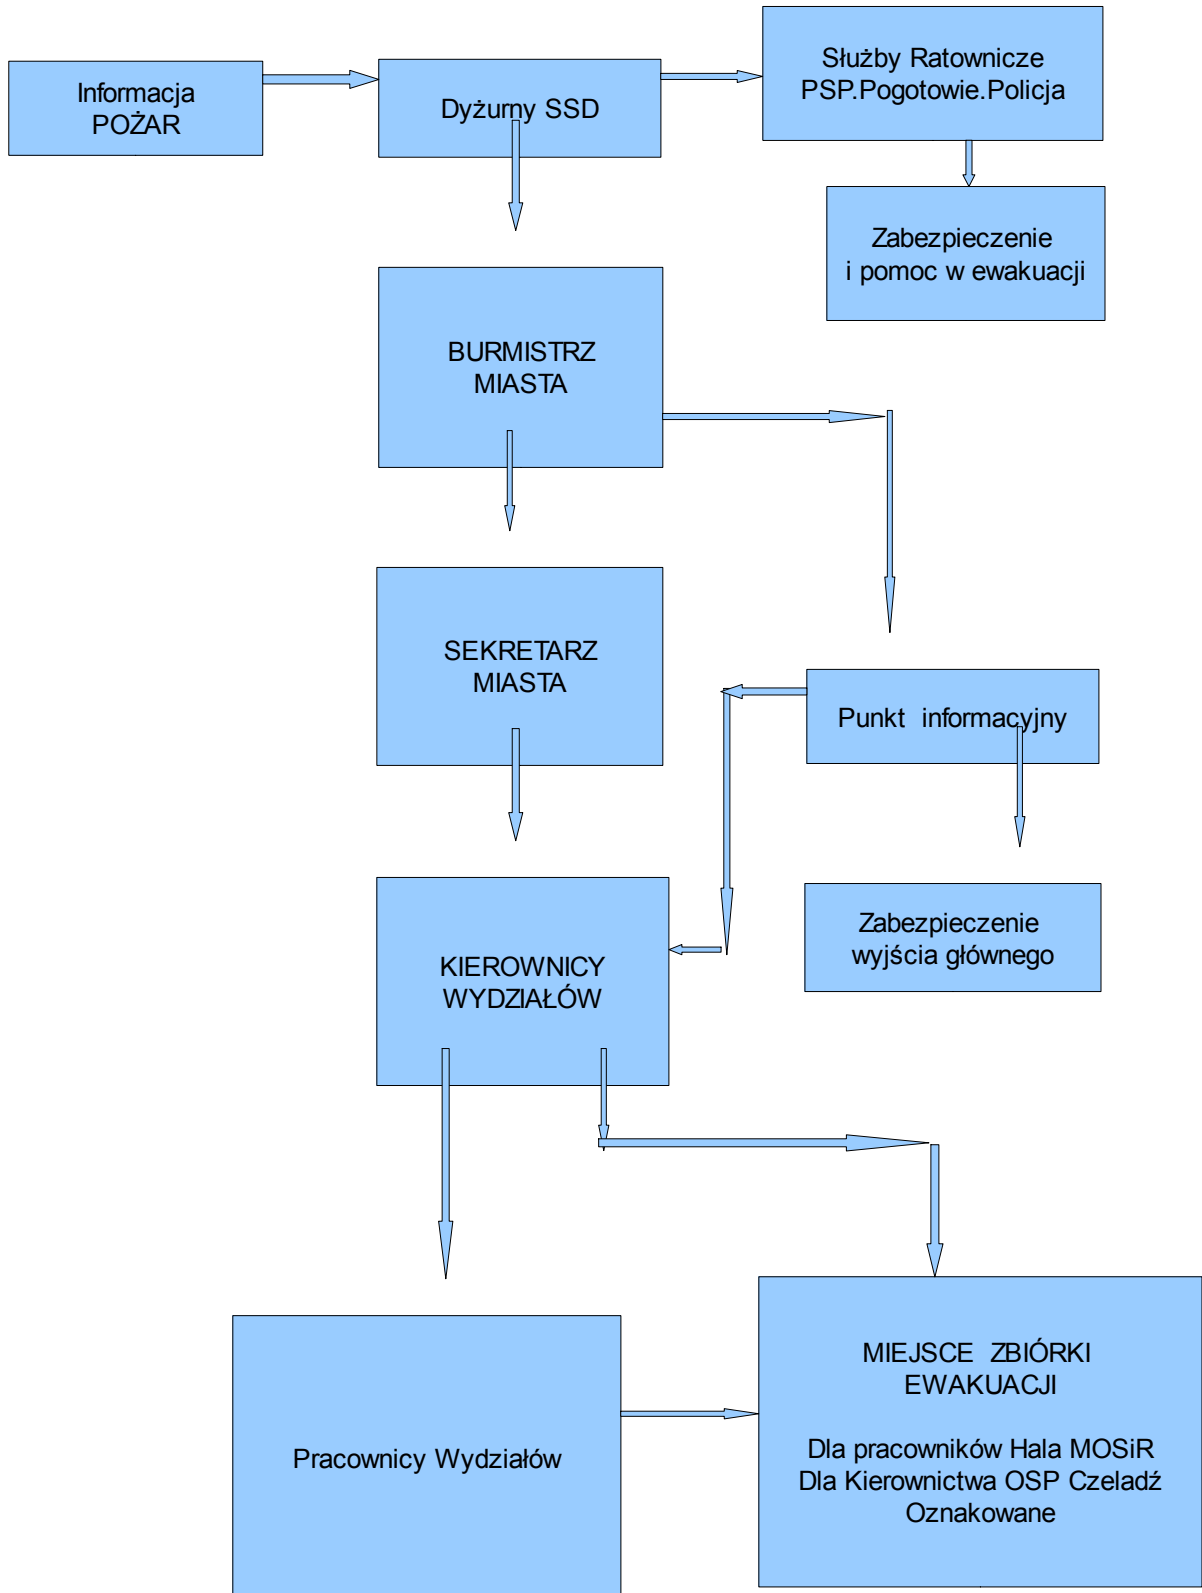 Informacja
POŻAR
Dyżurny SSD
Służby Ratownicze
PSP.Pogotowie.Policja
Zabezpieczenie
i pomoc w ewakuacji
BURMISTRZ
MIASTA
SEKRETARZ
MIASTA
Punkt informacyjny
KIEROWNICY
WYDZIAŁÓW
Zabezpieczenie
wyjścia głównego
Pracownicy Wydziałów
MIEJSCE ZBIÓRKI
EWAKUACJI
Dla pracowników Hala MOSiR
Dla Kierownictwa OSP Czeladź
Oznakowane